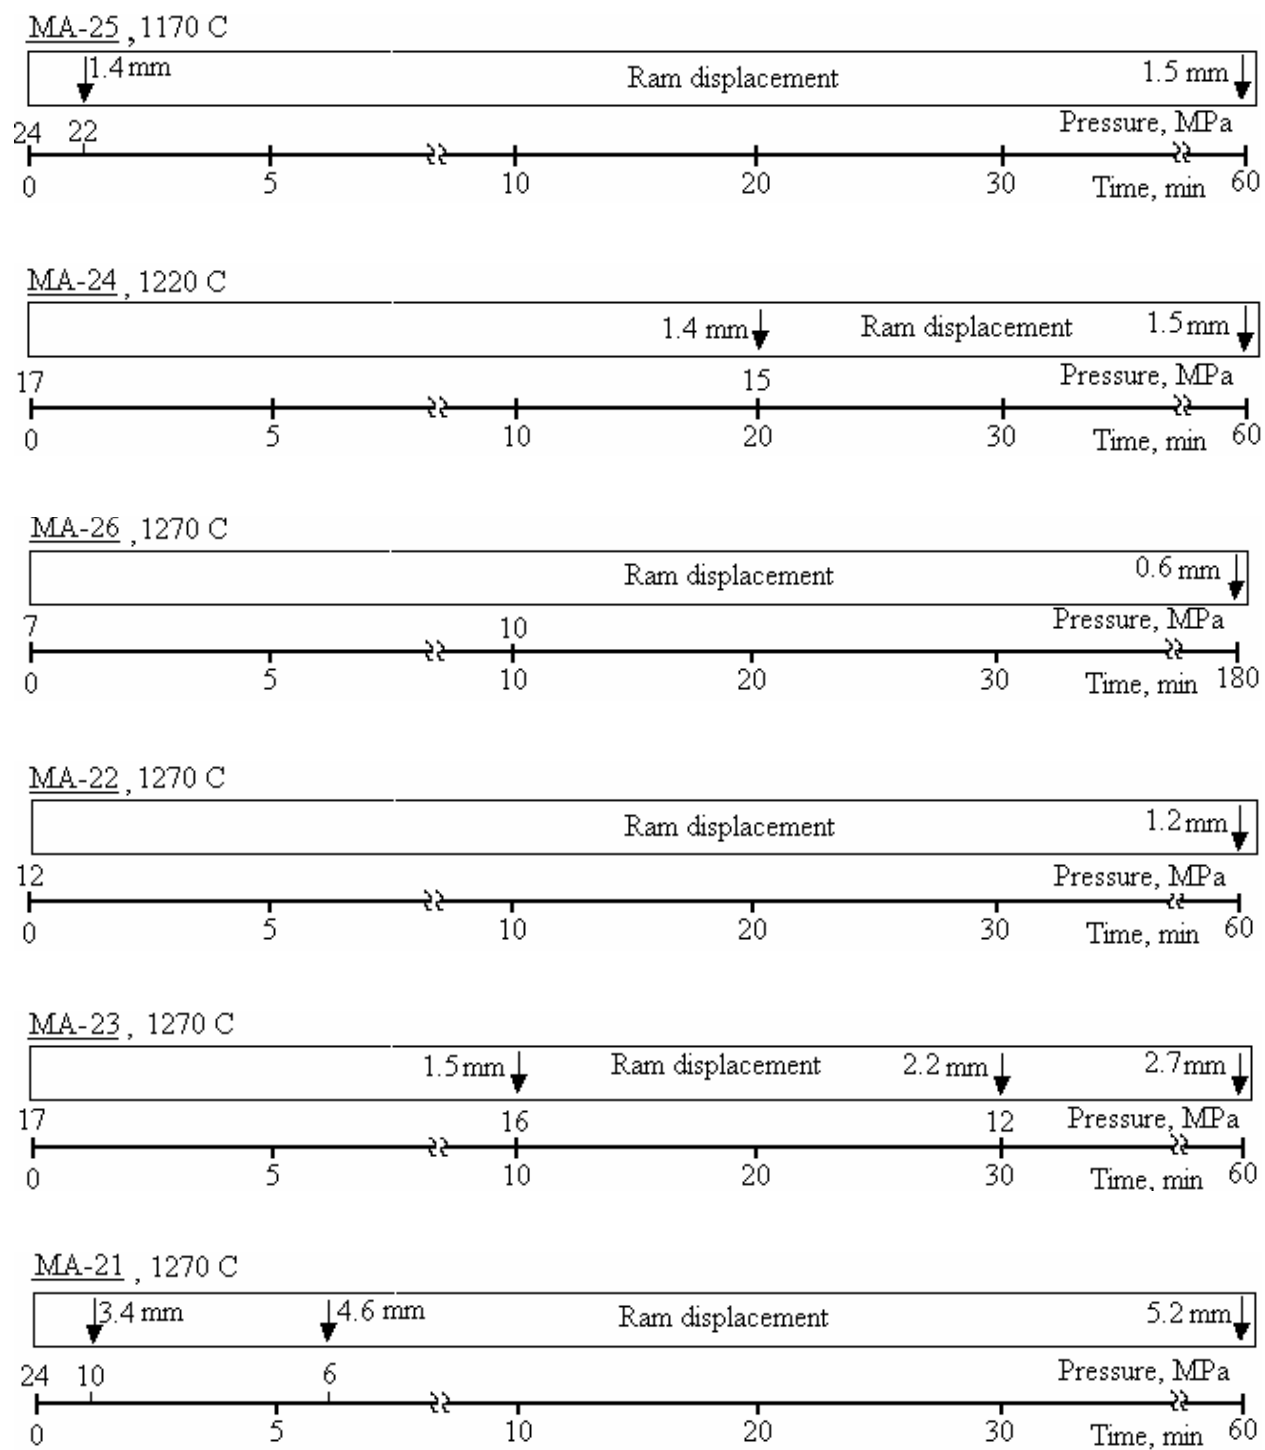 MA-25 , 1170 C
1.4 mm Ram displacement 1.5 mm
24 22 Pressure, MPa
0 5 10 20 30 Time, min 60
MA-24 , 1220 C
1.4 mm Ram displacement 1.5mm
17 15 Pressure, MPa
0 5 10 20 30 Time, min 60
MA-26 , 1270 C
Ram displacement 0.6 mm
7 10 Pressure, MPa
0 5 10 20 30 Time, min 180
MA-22 , 1270 C
Ram displacement 1.2 mm
12 Pressure, MPa
0 5 10 20 30 Time, min 60
MA-23 , 1270 C
1.5 mm Ram displacement 2.2 mm 2.7 mm
17 16 12 Pressure, MPa
0 5 10 20 30 Time, min 60
MA-21 , 1270 C
3.4 mm 4.6 mm Ram displacement 5.2 mm
24 10 6 Pressure, MPa
0 5 10 20 30 Time, min 60